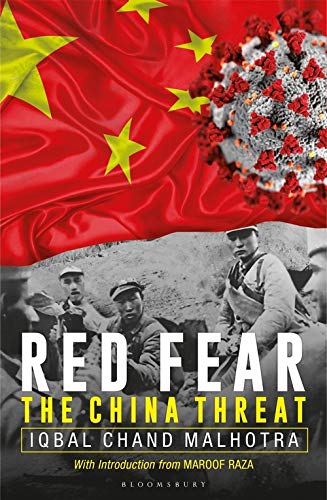 RED FEAR
THE CHINA THREAT
IQBAL CHAND MALHOTRA
With Introduction from MAROOF RAZA
BLOOMSBURY